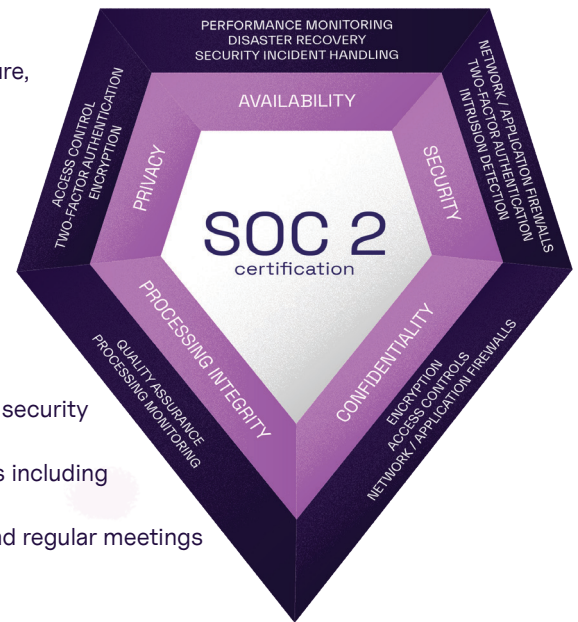 PERFORMANCE MONITORING
DISASTER RECOVERY
SECURITY INCIDENT HANDLING
AVAILABILITY
ACCESS CONTROL
TWO-FACTOR AUTHENTICATION
ENCRYPTION
PRIVACY
SECURITY
NETWORK / APPLICATION FIREWALLS
TWO-FACTOR AUTHENTICATION
INTRUSION DETECTION
SOC 2
certification
PROCESSING INTEGRITY
QUALITY ASSURANCE
PROCESSING MONITORING
CONFIDENTIALITY
ENCRYPTION
ACCESS CONTROLS
NETWORK / APPLICATION FIREWALLS
security
including
regular meetings